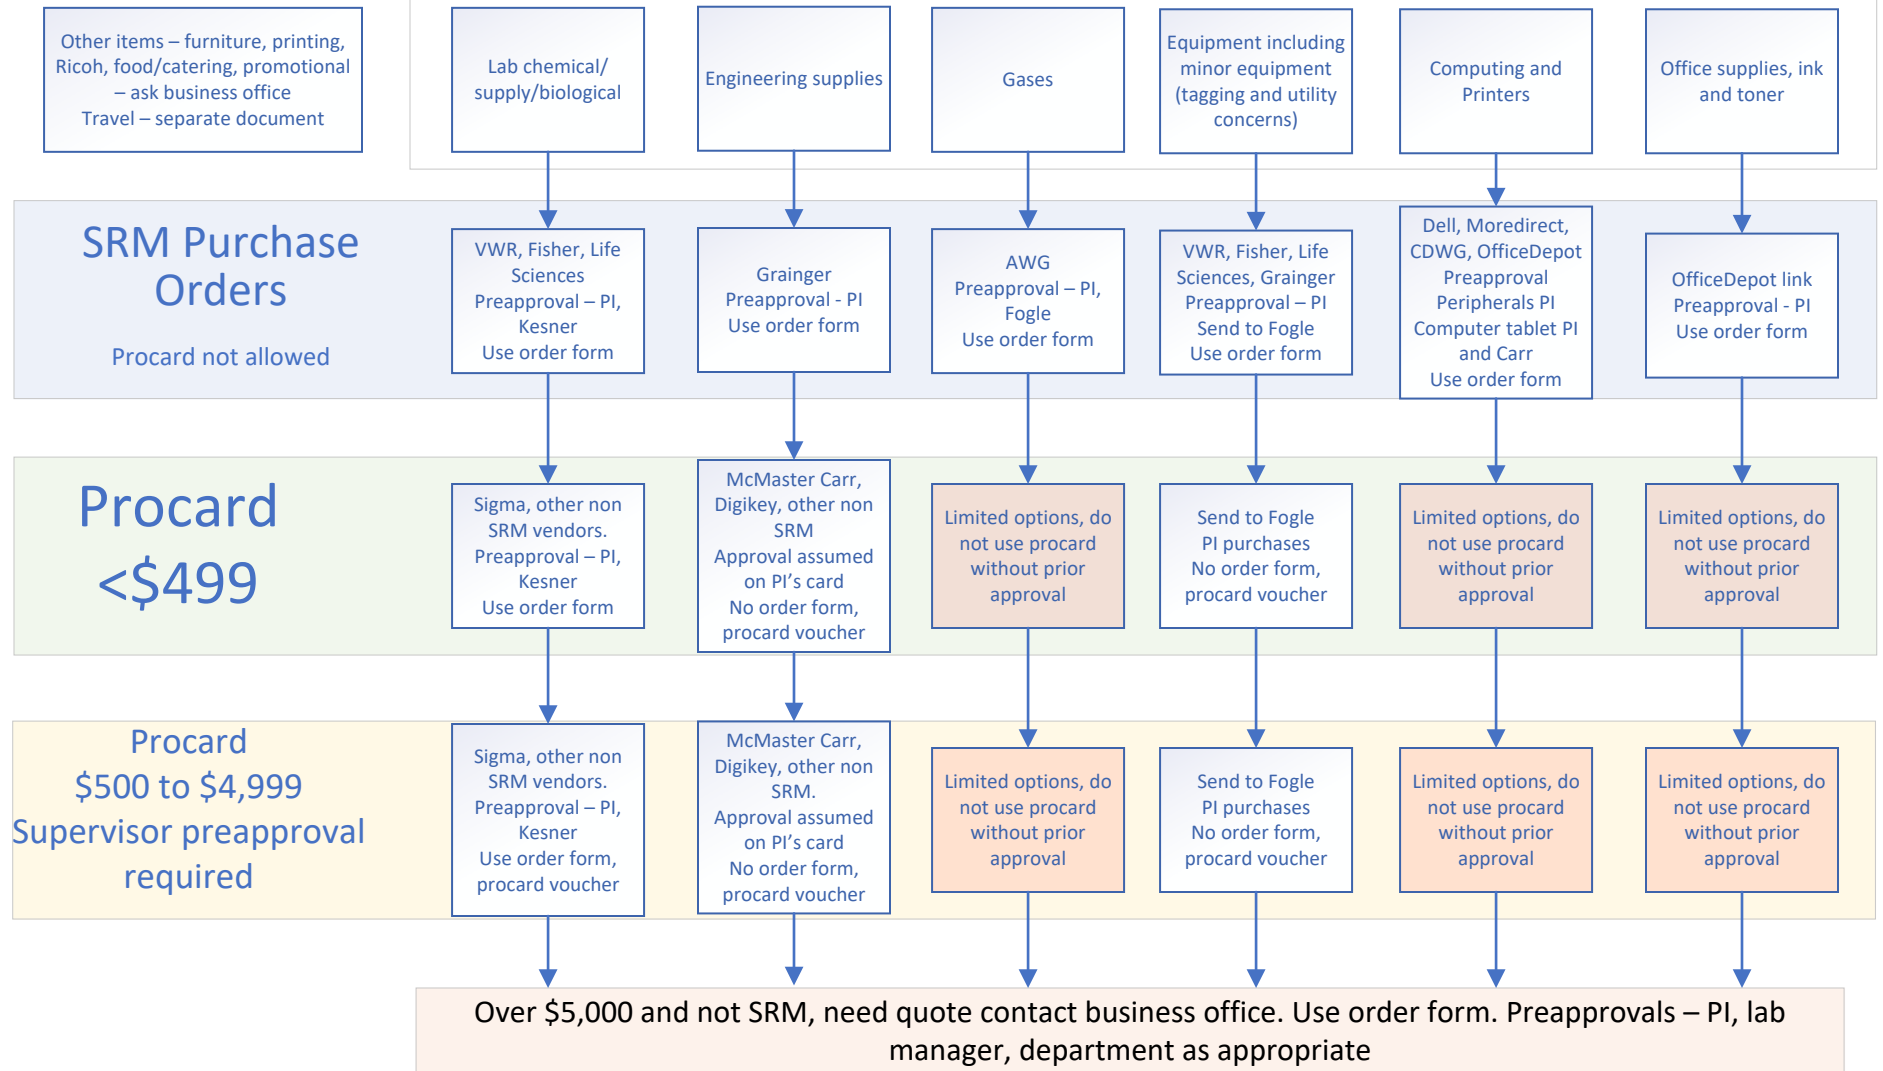 Other items – furniture, printing,
Ricoh, food/catering, promotional
– ask business office
Travel – separate document
Lab chemical/
supply/biological
Engineering supplies
Gases
Equipment including
minor equipment
(tagging and utility
concerns)
Computing and
Printers
Office supplies, ink
and toner
SRM Purchase
Orders
Procard not allowed
VWR, Fisher, Life
Sciences
Preapproval – PI,
Kesner
Use order form
Grainger
Preapproval - PI
Use order form
AWG
Preapproval – PI,
Fogle
Use order form
VWR, Fisher, Life
Sciences, Grainger
Preapproval – PI
Send to Fogle
Use order form
Dell, Moredirect,
CDWG, OfficeDepot
Preapproval
Peripherals PI
Computer tablet PI
and Carr
Use order form
OfficeDepot link
Preapproval - PI
Use order form
Procard
<$499
Sigma, other non
SRM vendors.
Preapproval – PI,
Kesner
Use order form
McMaster Carr,
Digikey, other non
SRM
Approval assumed
on PI’s card
No order form,
procard voucher
Limited options, do
not use procard
without prior
approval
Send to Fogle
PI purchases
No order form,
procard voucher
Limited options, do
not use procard
without prior
approval
Limited options, do
not use procard
without prior
approval
Procard
$500 to $4,999
Supervisor preapproval
required
Sigma, other non
SRM vendors.
Preapproval – PI,
Kesner
Use order form,
procard voucher
McMaster Carr,
Digikey, other non
SRM.
Approval assumed
on PI’s card
No order form,
procard voucher
Limited options, do
not use procard
without prior
approval
Send to Fogle
PI purchases
No order form,
procard voucher
Limited options, do
not use procard
without prior
approval
Limited options, do
not use procard
without prior
approval
Over $5,000 and not SRM, need quote contact business office. Use order form. Preapprovals – PI, lab
manager, department as appropriate